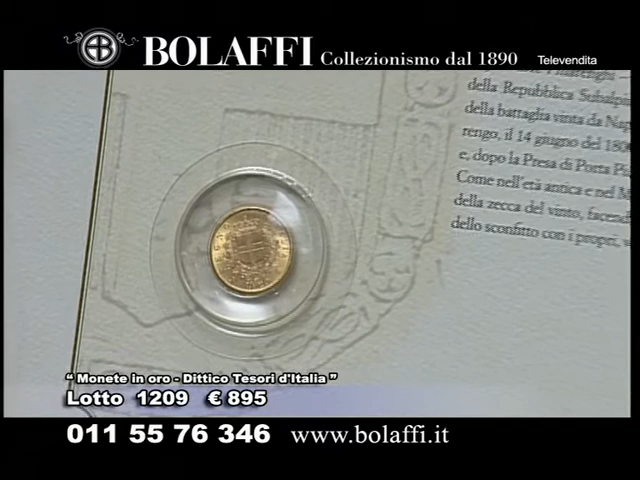 BOLAFFI Collezionismo dal 1890 Televendita
della Repubblica Subalpi
della battaglia vinta da Nap
rengo, il 14 giugno del 180
e, dopo la Presa di Porta Pi
Come nell'età antica e nel M
della zecca del vinto, facend
dello sconfitto con i propri, v
“ Monete in oro - Dittico Tesori d'Italia ”
Lotto 1209 € 895
011 55 76 346 www.bolaffi.it